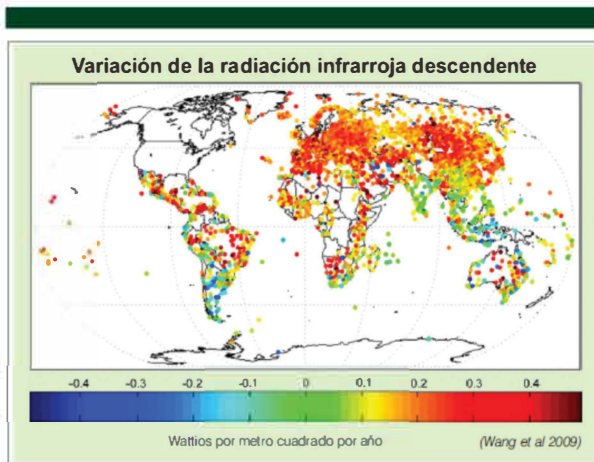 Variación de la radiación infrarroja descendente
-0.4 -0.3 -0.2 -0.1 0 0.1 0.2 0.3 0.4
Wattios por metro cuadrado por año (Wang et al 2009)